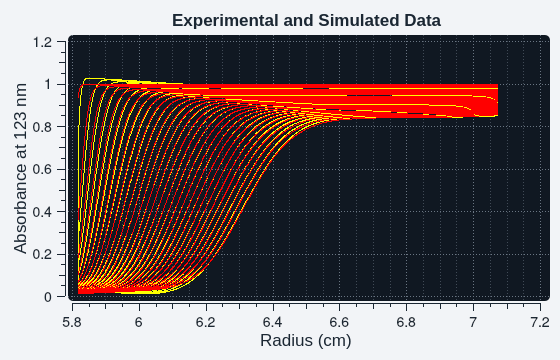 Experimental and Simulated Data
Absorbance at 123 nm
1.2
1
0.8
0.6
0.4
0.2
0
5.8 6 6.2 6.4 6.6 6.8 7 7.2
Radius (cm)